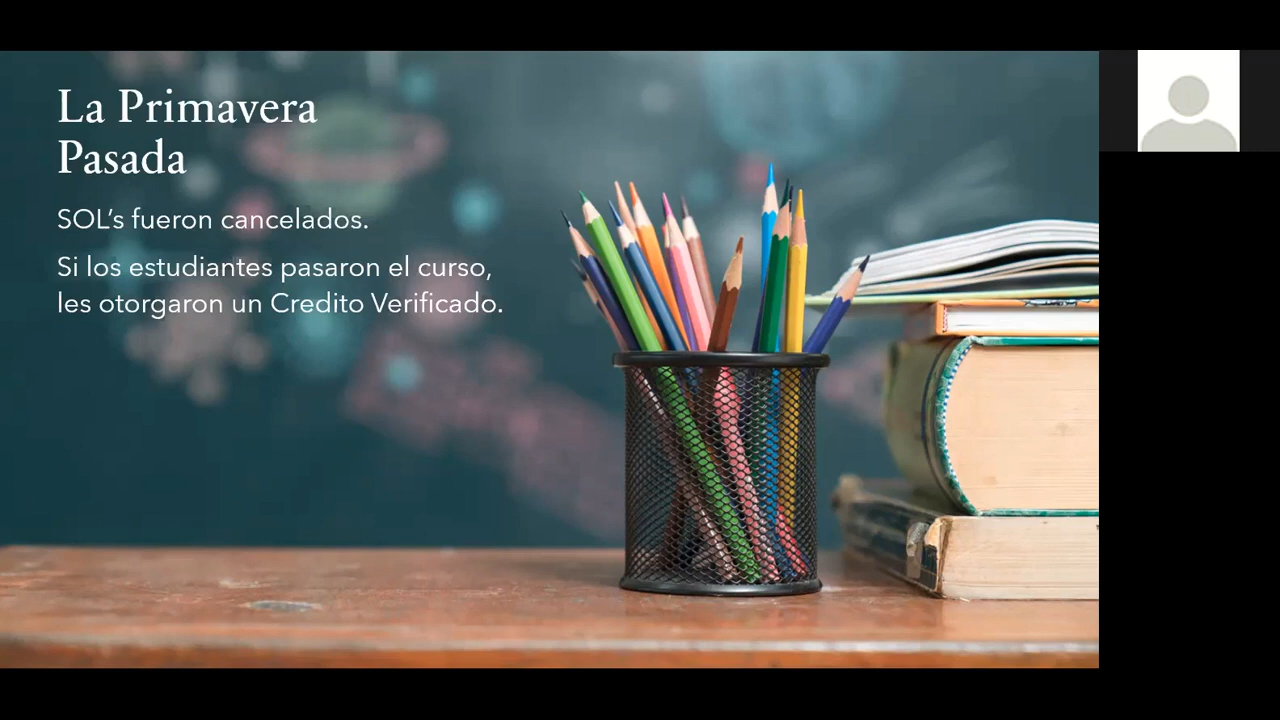 La Primavera
Pasada
SOL’s fueron cancelados.
Si los estudiantes pasaron el curso,
les otorgaron un Credito Verificado.